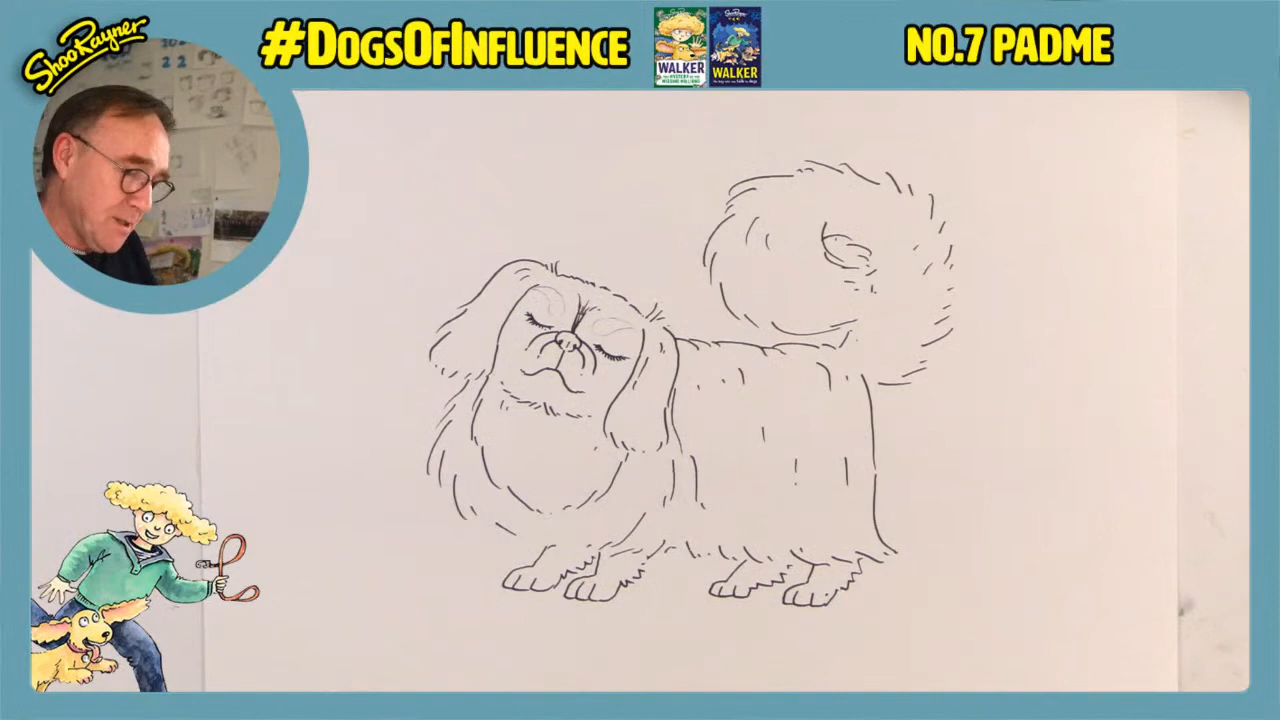 Shoo Rayner
#DOGSOFINFLUENCE
WALKER
WALKER
NO.7 PADME